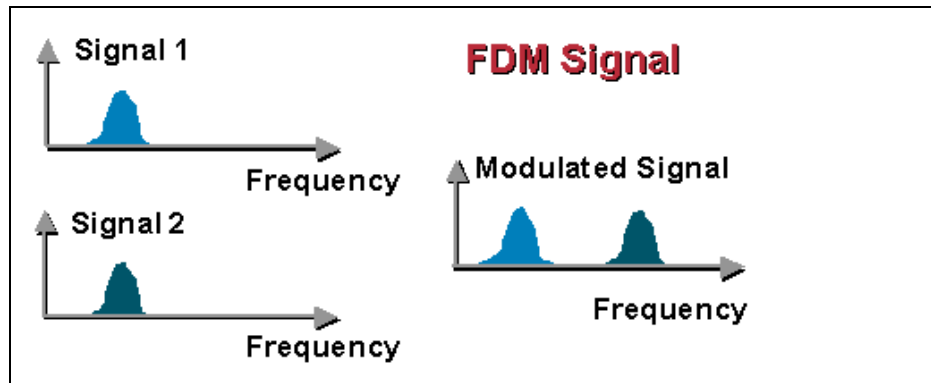 Signal 1
FDM Signal
Frequency
Modulated Signal
Signal 2
Frequency
Frequency